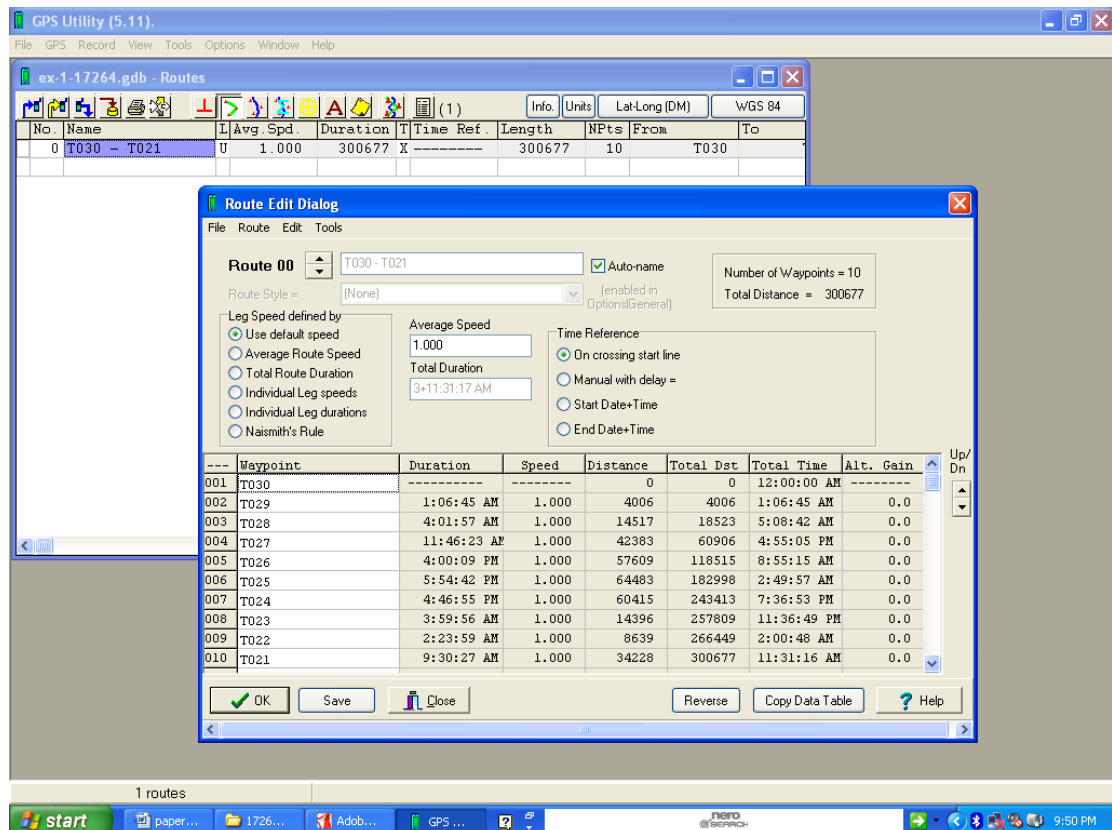 GPS Utility (5.11).
File GPS Record View Tools Options Window Help
ex-1-17264.gdb - Routes
(1) Info. Units Lat-Long (DM) WGS 84
No. Name L Avg.Spd. Duration T Time Ref. Length NPts From To
0 T030 - T021 U 1.000 300677 X -------- 300677 10 T030
Route Edit Dialog
File Route Edit Tools
Route 00 T030 - T021 Auto-name
Route Style = (None) (enabled in Options|General)
Number of Waypoints = 10
Total Distance = 300677
Leg Speed defined by
Use default speed
Average Route Speed
Total Route Duration
Individual Leg speeds
Individual Leg durations
Naismith's Rule
Average Speed
1.000
Total Duration
3+11:31:17 AM
Time Reference
On crossing start line
Manual with delay =
Start Date+Time
End Date+Time
--- Waypoint Duration Speed Distance Total Dst Total Time Alt. Gain Up/Dn
001 T030 ---------- -------- 0 0 12:00:00 AM --------
002 T029 1:06:45 AM 1.000 4006 4006 1:06:45 AM 0.0
003 T028 4:01:57 AM 1.000 14517 18523 5:08:42 AM 0.0
004 T027 11:46:23 AM 1.000 42383 60906 4:55:05 PM 0.0
005 T026 4:00:09 PM 1.000 57609 118515 8:55:15 AM 0.0
006 T025 5:54:42 PM 1.000 64483 182998 2:49:57 AM 0.0
007 T024 4:46:55 PM 1.000 60415 243413 7:36:53 PM 0.0
008 T023 3:59:56 AM 1.000 14396 257809 11:36:49 PM 0.0
009 T022 2:23:59 AM 1.000 8639 266449 2:00:48 AM 0.0
010 T021 9:30:27 AM 1.000 34228 300677 11:31:16 AM 0.0
OK Save Close Reverse Copy Data Table Help
1 routes
start paper... 1726... Adob... GPS ... nero SEARCH 9:50 PM